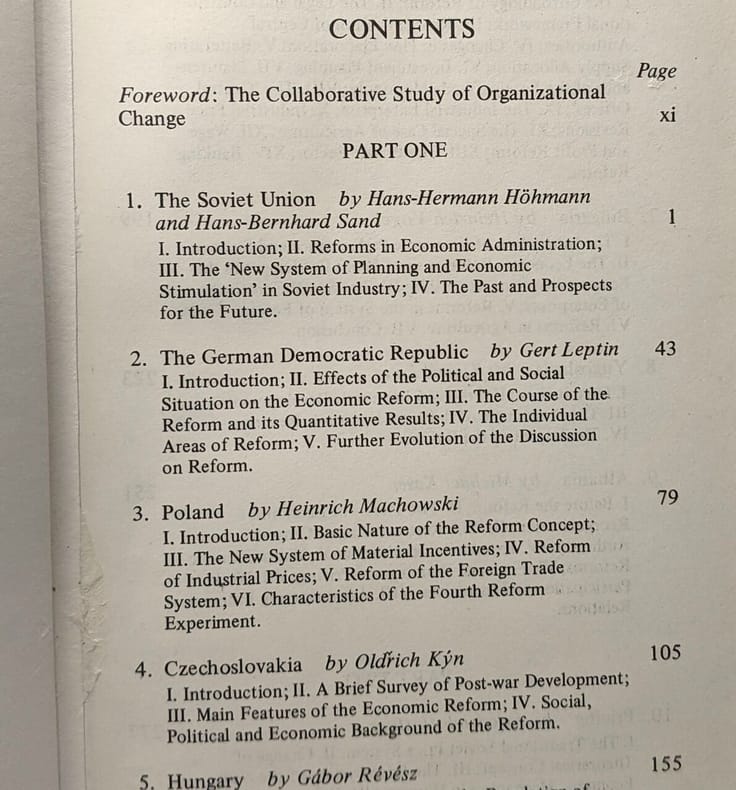 CONTENTS
Page
Foreword: The Collaborative Study of Organizational
Change xi
PART ONE
1. The Soviet Union by Hans-Hermann Höhmann
and Hans-Bernhard Sand 1
I. Introduction; II. Reforms in Economic Administration;
III. The ‘New System of Planning and Economic
Stimulation’ in Soviet Industry; IV. The Past and Prospects
for the Future.
2. The German Democratic Republic by Gert Leptin 43
I. Introduction; II. Effects of the Political and Social
Situation on the Economic Reform; III. The Course of the
Reform and its Quantitative Results; IV. The Individual
Areas of Reform; V. Further Evolution of the Discussion
on Reform.
3. Poland by Heinrich Machowski 79
I. Introduction; II. Basic Nature of the Reform Concept;
III. The New System of Material Incentives; IV. Reform
of Industrial Prices; V. Reform of the Foreign Trade
System; VI. Characteristics of the Fourth Reform
Experiment.
4. Czechoslovakia by Oldřich Kýn 105
I. Introduction; II. A Brief Survey of Post-war Development;
III. Main Features of the Economic Reform; IV. Social,
Political and Economic Background of the Reform.
5. Hungary by Gábor Révész 155